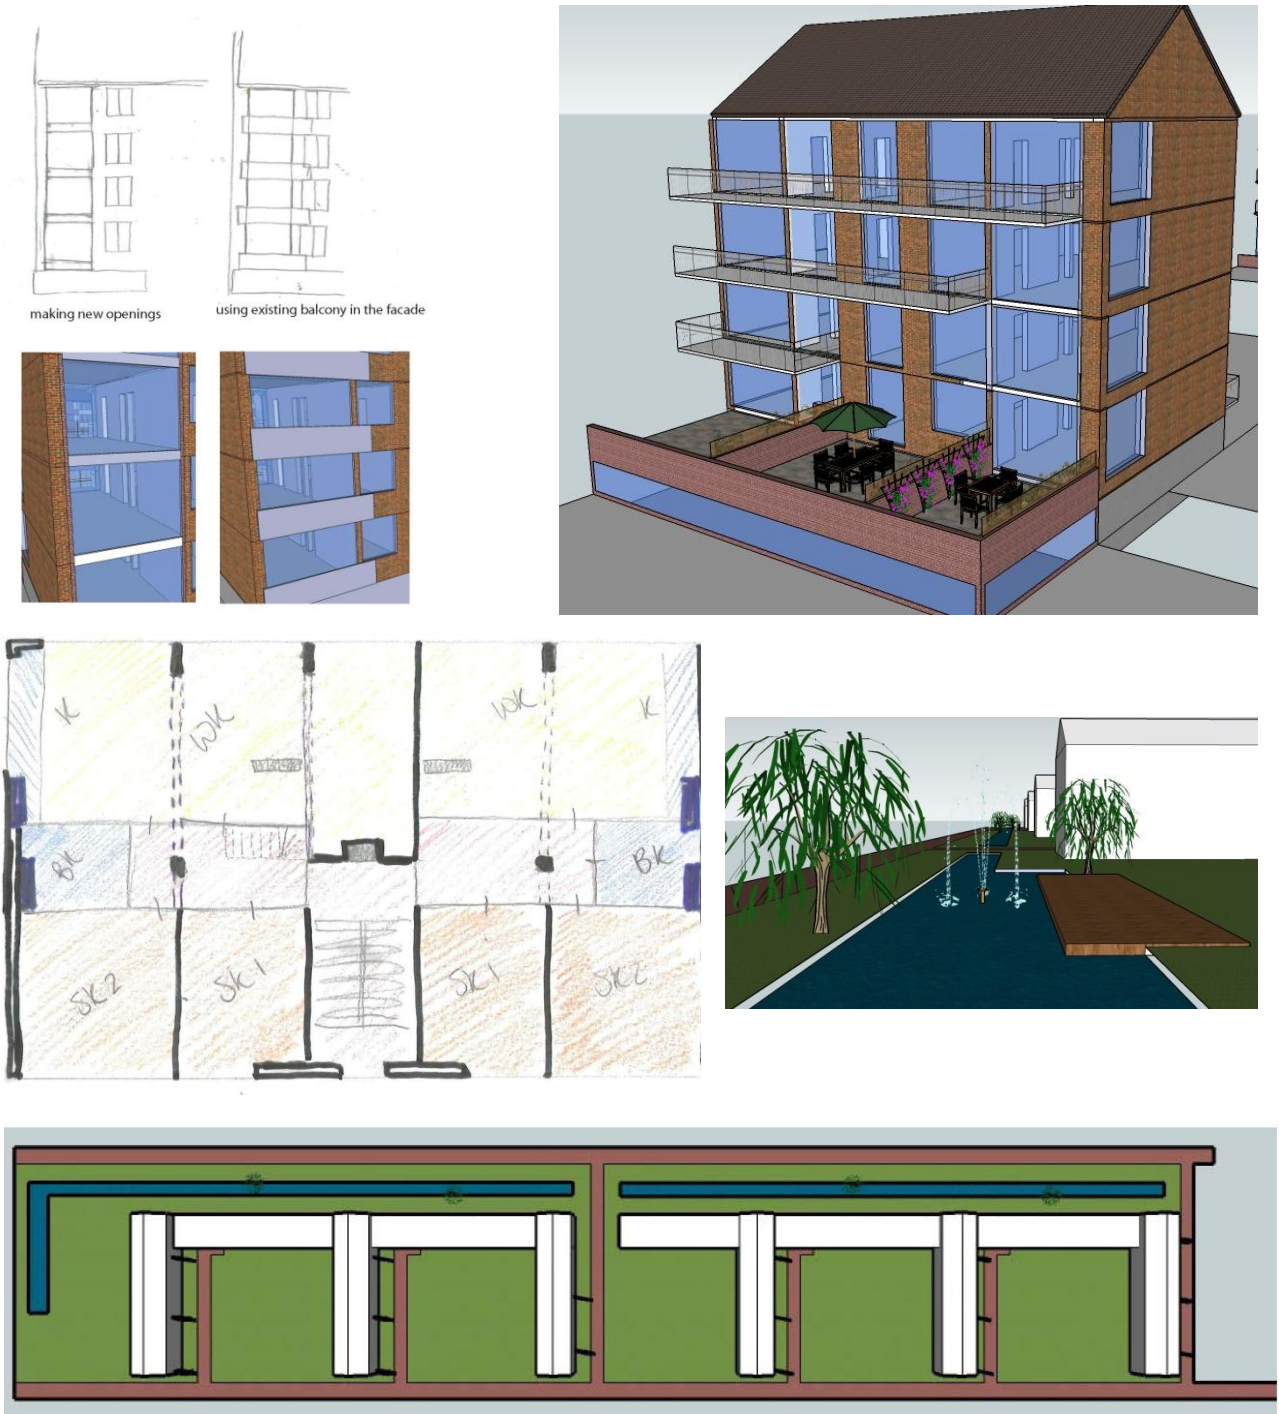 making new openings
using existing balcony in the facade
K
WK
WK
K
BK
BK
SK2
SK1
SK1
SK2